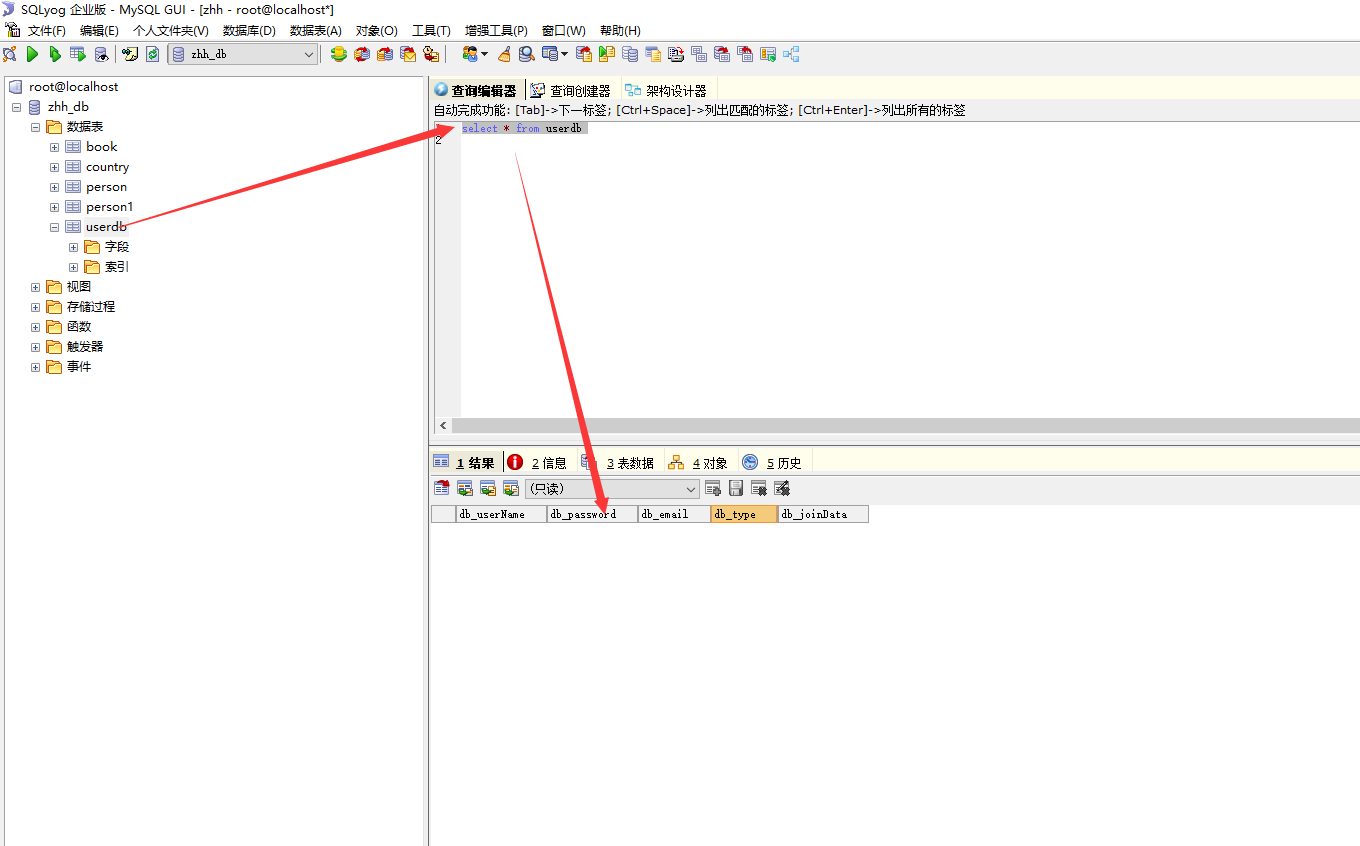 SQLyog 企业版 - MySQL GUI - [zhh - root@localhost*]
文件(F) 编辑(E) 个人文件夹(V) 数据库(D) 数据表(A) 对象(O) 工具(T) 增强工具(P) 窗口(W) 帮助(H)
zhh_db
root@localhost
zhh_db
数据表
book
country
person
person1
userdb
字段
索引
视图
存储过程
函数
触发器
事件
查询编辑器 查询创建器 架构设计器
自动完成功能: [Tab]->下一标签; [Ctrl+Space]->列出匹配的标签; [Ctrl+Enter]->列出所有的标签
select * from userdb
2
1 结果 2 信息 3 表数据 4 对象 5 历史
(只读)
db_userName db_password db_email db_type db_joinData